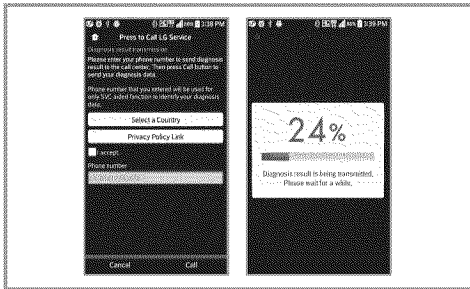 3:38 PM
Press to Call LG Service
Diagnosis result transmission
Please enter your phone number to send diagnosis
result to the call center. Then press Call button to
send your diagnosis data.
Phone number that you entered will be used for
only SVC aided function to identify your diagnosis
data.
Select a Country
Privacy Policy Link
I accept
Phone number
Cancel Call
3:39 PM
24%
Diagnosis result is being transmitted.
Please wait for a while.